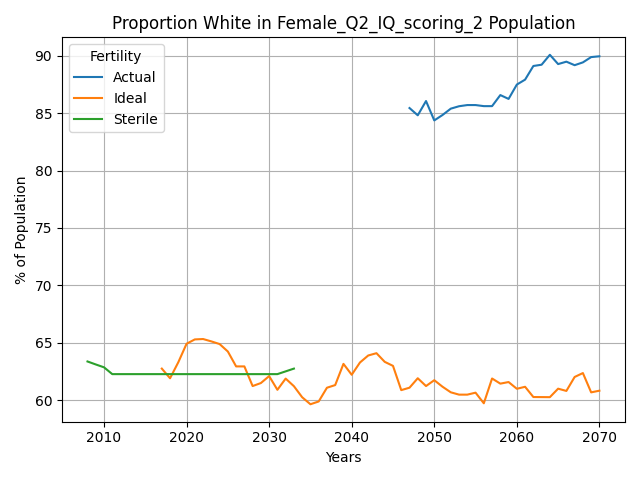 Proportion White in Female_Q2_IQ_scoring_2 Population
Fertility
Actual
Ideal
Sterile
% of Population
90
85
80
75
70
65
60
2010 2020 2030 2040 2050 2060 2070
Years